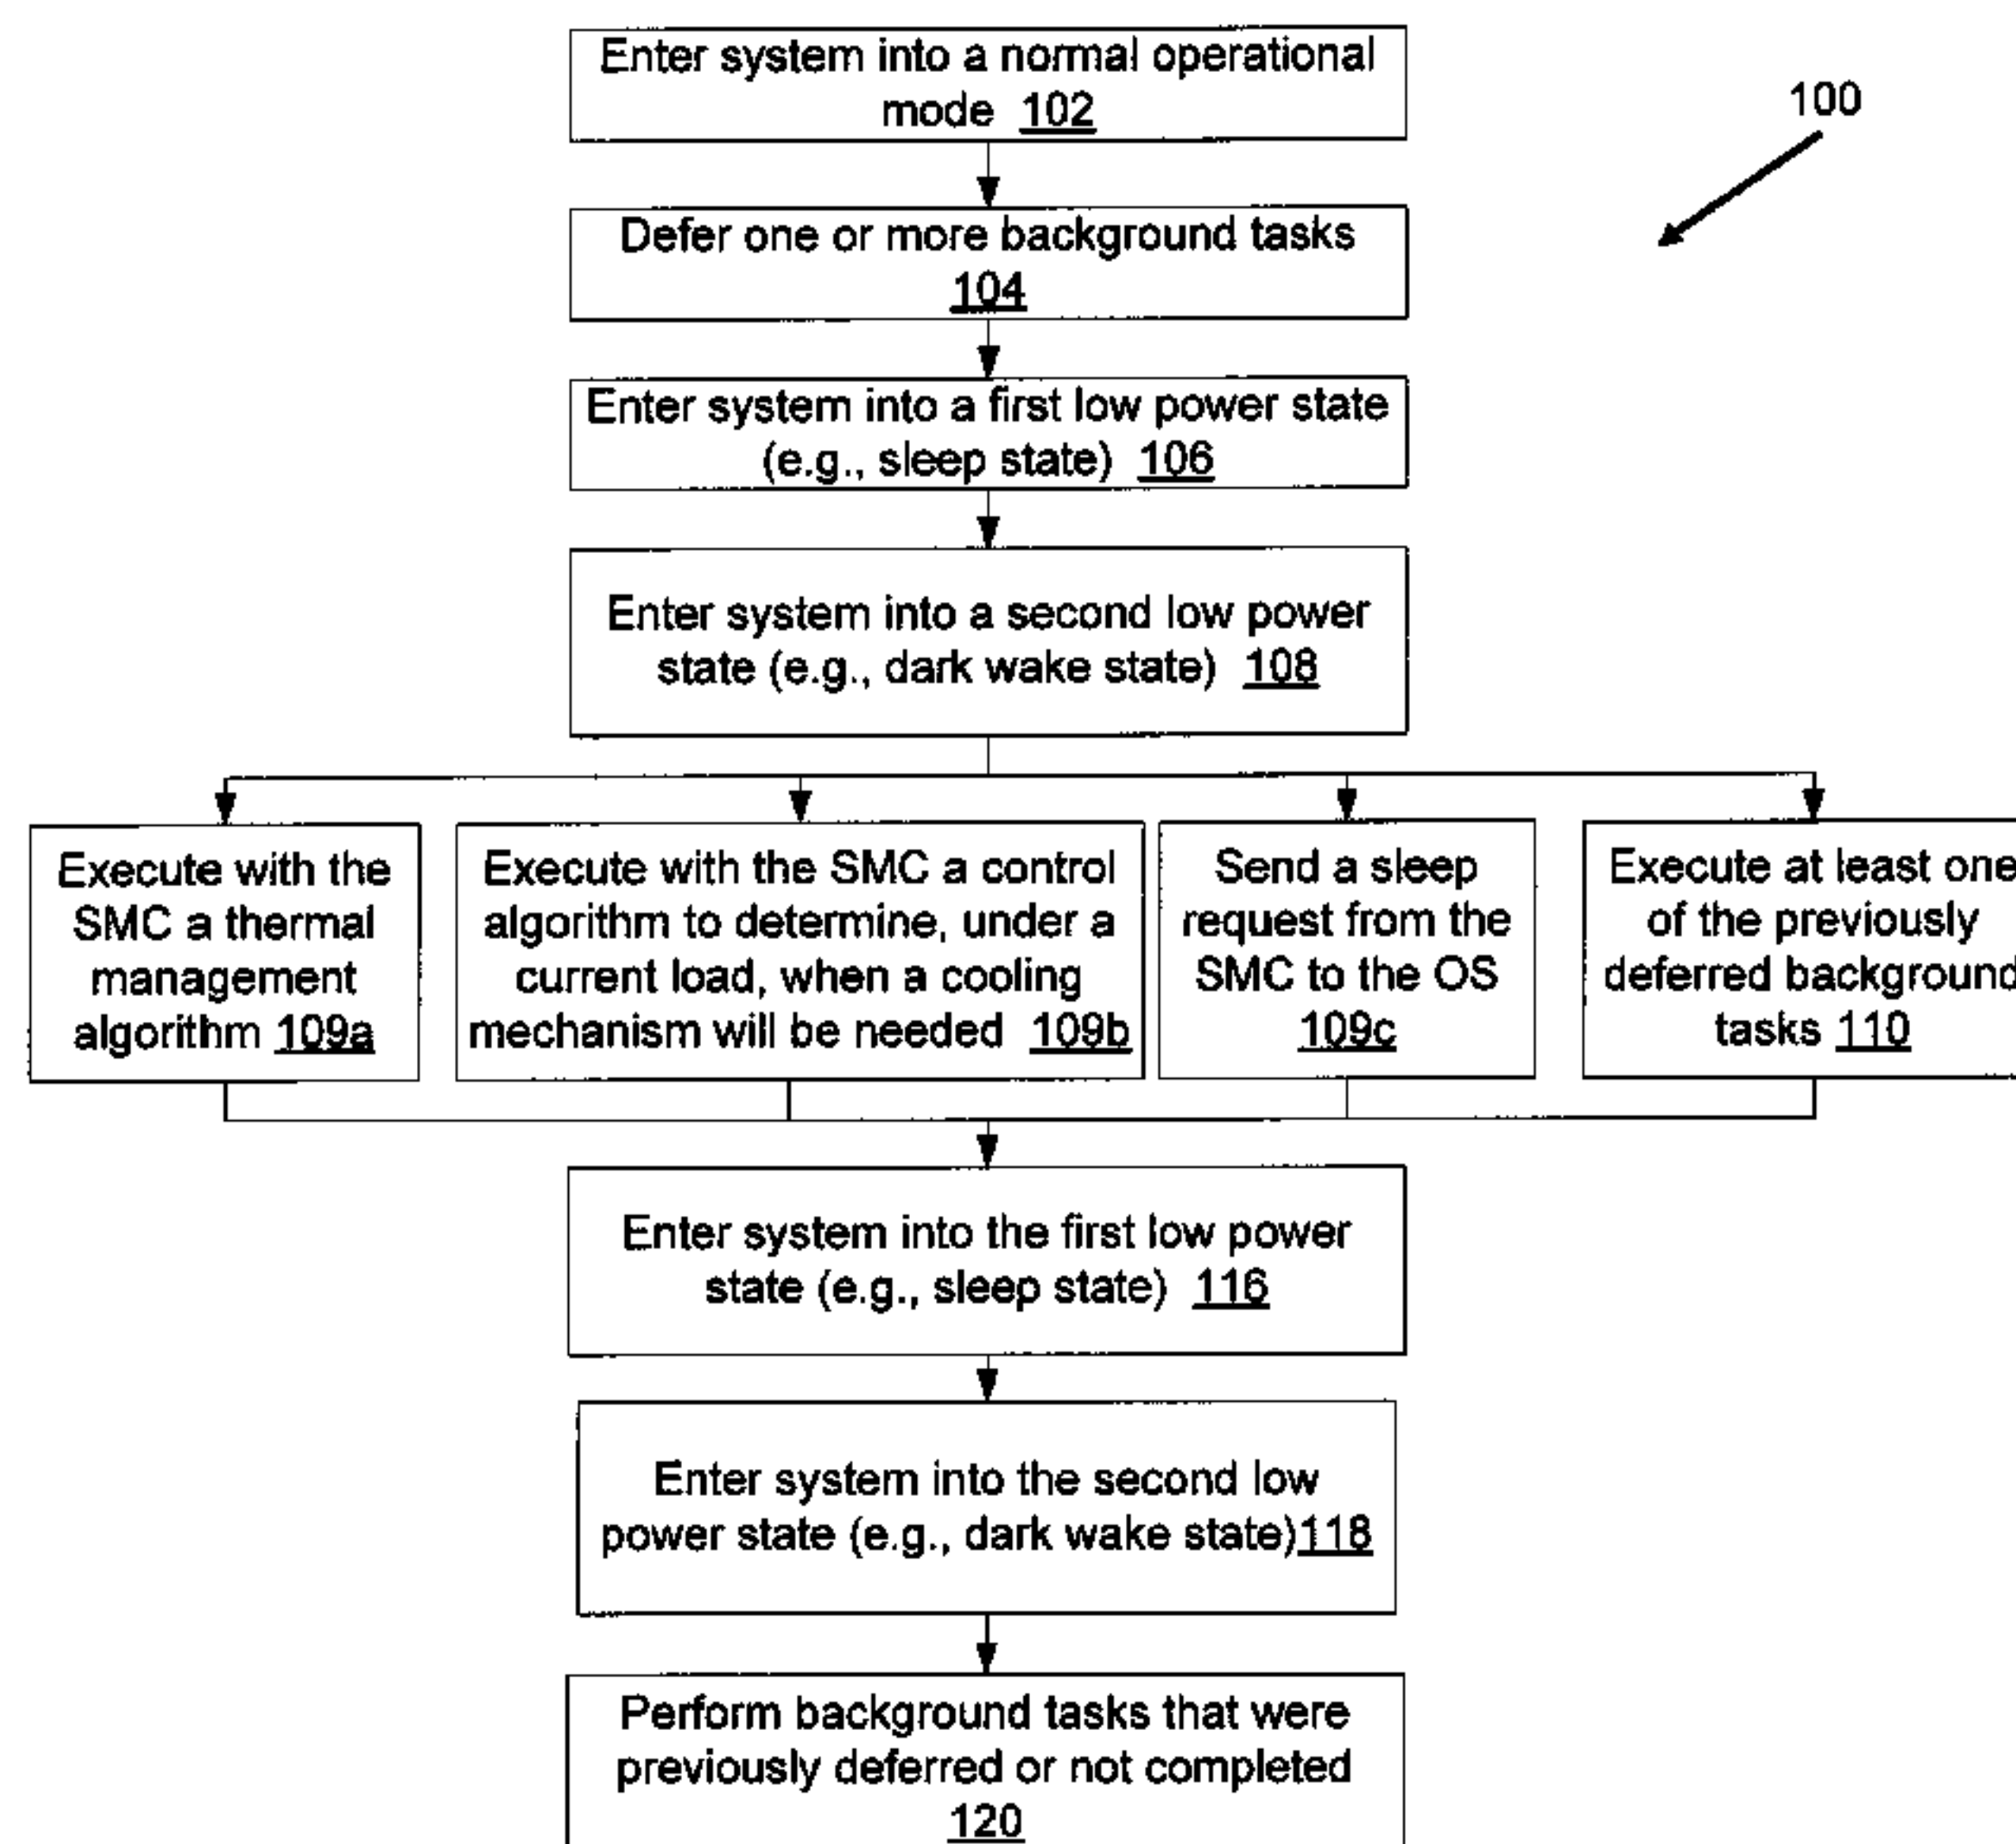 Enter system into a normal operational
mode 102
100
Defer one or more background tasks
104
Enter system into a first low power state
(e.g., sleep state) 106
Enter system into a second low power
state (e.g., dark wake state) 108
Execute with the
SMC a thermal
management
algorithm 109a
Execute with the SMC a control
algorithm to determine, under a
current load, when a cooling
mechanism will be needed 109b
Send a sleep
request from the
SMC to the OS
109c
Execute at least one
of the previously
deferred background
tasks 110
Enter system into the first low power
state (e.g., sleep state) 116
Enter system into the second low
power state (e.g., dark wake state)118
Perform background tasks that were
previously deferred or not completed
120